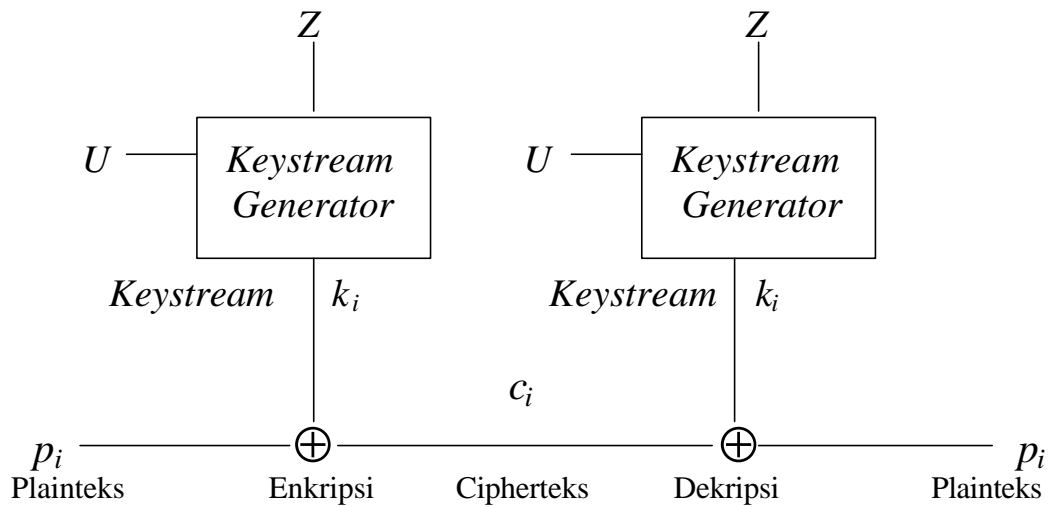 Z Z
U Keystream U Keystream
Generator Generator
Keystream k_i Keystream k_i
c_i
p_i p_i
Plainteks Enkripsi Cipherteks Dekripsi Plainteks